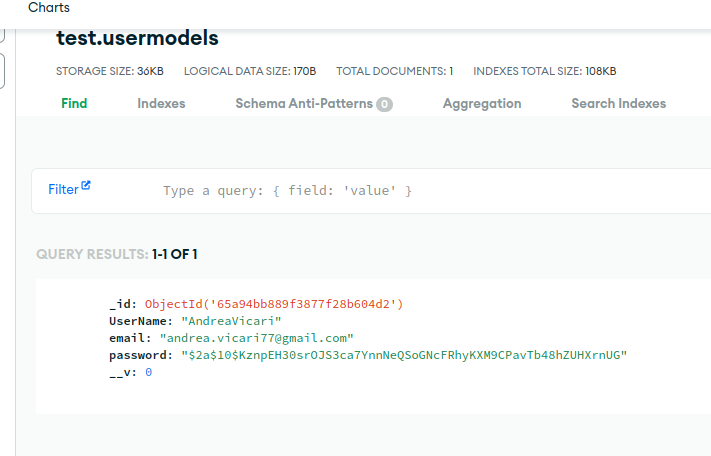 Charts
test.usermodels
STORAGE SIZE: 36KB LOGICAL DATA SIZE: 170B TOTAL DOCUMENTS: 1 INDEXES TOTAL SIZE: 108KB
Find Indexes Schema Anti-Patterns 0 Aggregation Search Indexes
Filter Type a query: { field: 'value' }
QUERY RESULTS: 1-1 OF 1
_id: ObjectId('65a94bb889f3877f28b604d2')
UserName: "AndreaVicari"
email: "andrea.vicari77@gmail.com"
password: "$2a$10$KznpEH30srOJS3ca7YnnNeQSoGNcFRhyKXM9CPavTb48hZUHXrnUG"
__v: 0